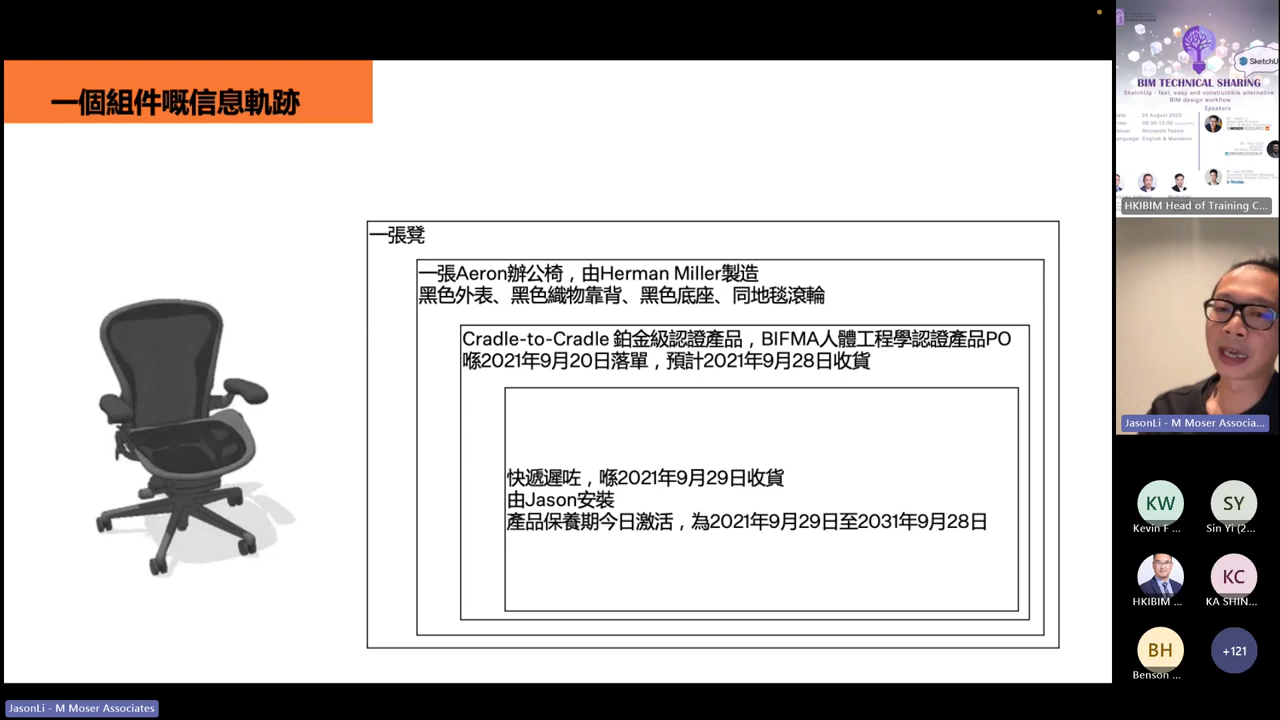 一個組件嘅信息軌跡
一張凳
一張Aeron辦公椅，由Herman Miller製造
黑色外表、黑色織物靠背、黑色底座、同地毯滾輪
Cradle-to-Cradle 鉑金級認證產品，BIFMA人體工程學認證產品PO
喺2021年9月20日落單，預計2021年9月28日收貨
快遞遲咗，喺2021年9月29日收貨
由Jason安裝
產品保養期今日激活，為2021年9月29日至2031年9月28日
JasonLi - M Moser Associates
BIM TECHNICAL SHARING
SketchUp - fast, easy and constructible alternative
BIM design workflow
Speakers
24 August 2023
Microsoft Teams
English & Mandarin
HKIBIM Head of Training C...
JasonLi - M Moser Associa...
KW
Kevin F ...
SY
Sin Yi (2...
HKIBIM ...
KC
KA SHIN...
BH
Benson ...
+121